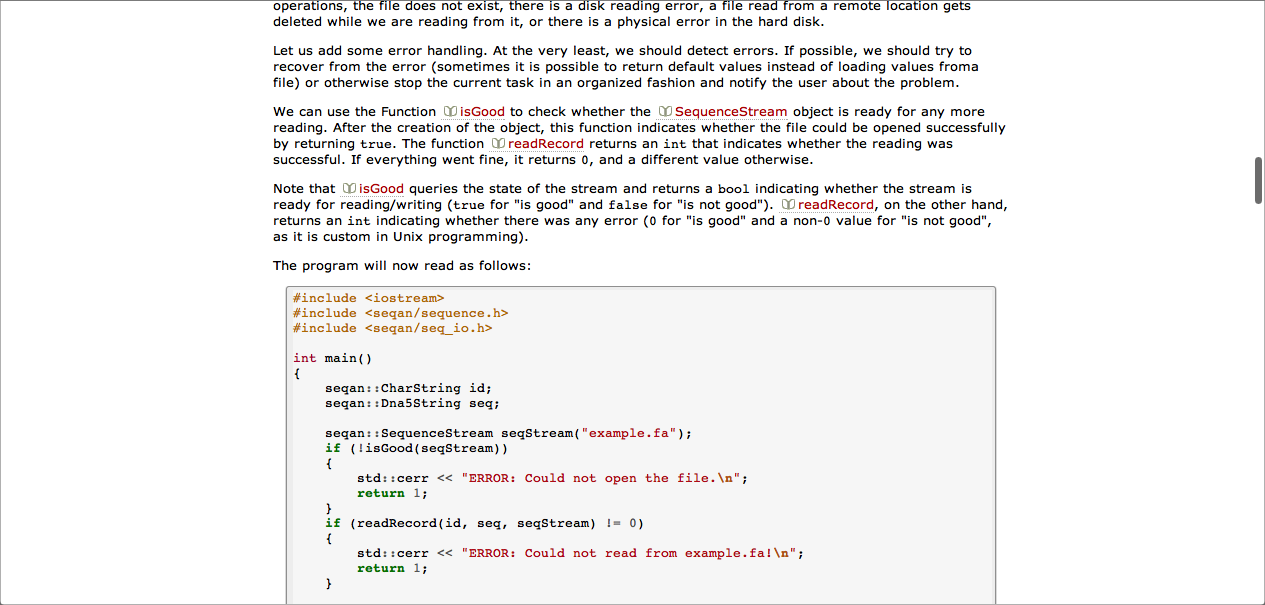 operations, the file does not exist, there is a disk reading error, a file read from a remote location gets
deleted while we are reading from it, or there is a physical error in the hard disk.
Let us add some error handling. At the very least, we should detect errors. If possible, we should try to
recover from the error (sometimes it is possible to return default values instead of loading values froma
file) or otherwise stop the current task in an organized fashion and notify the user about the problem.
We can use the Function isGood to check whether the SequenceStream object is ready for any more
reading. After the creation of the object, this function indicates whether the file could be opened successfully
by returning true. The function readRecord returns an int that indicates whether the reading was
successful. If everything went fine, it returns 0, and a different value otherwise.
Note that isGood queries the state of the stream and returns a bool indicating whether the stream is
ready for reading/writing (true for "is good" and false for "is not good"). readRecord, on the other hand,
returns an int indicating whether there was any error (0 for "is good" and a non-0 value for "is not good",
as it is custom in Unix programming).
The program will now read as follows:
#include <iostream>
#include <seqan/sequence.h>
#include <seqan/seq_io.h>
int main()
{
    seqan::CharString id;
    seqan::Dna5String seq;
    seqan::SequenceStream seqStream("example.fa");
    if (!isGood(seqStream))
    {
        std::cerr << "ERROR: Could not open the file.\n";
        return 1;
    }
    if (readRecord(id, seq, seqStream) != 0)
    {
        std::cerr << "ERROR: Could not read from example.fa!\n";
        return 1;
    }